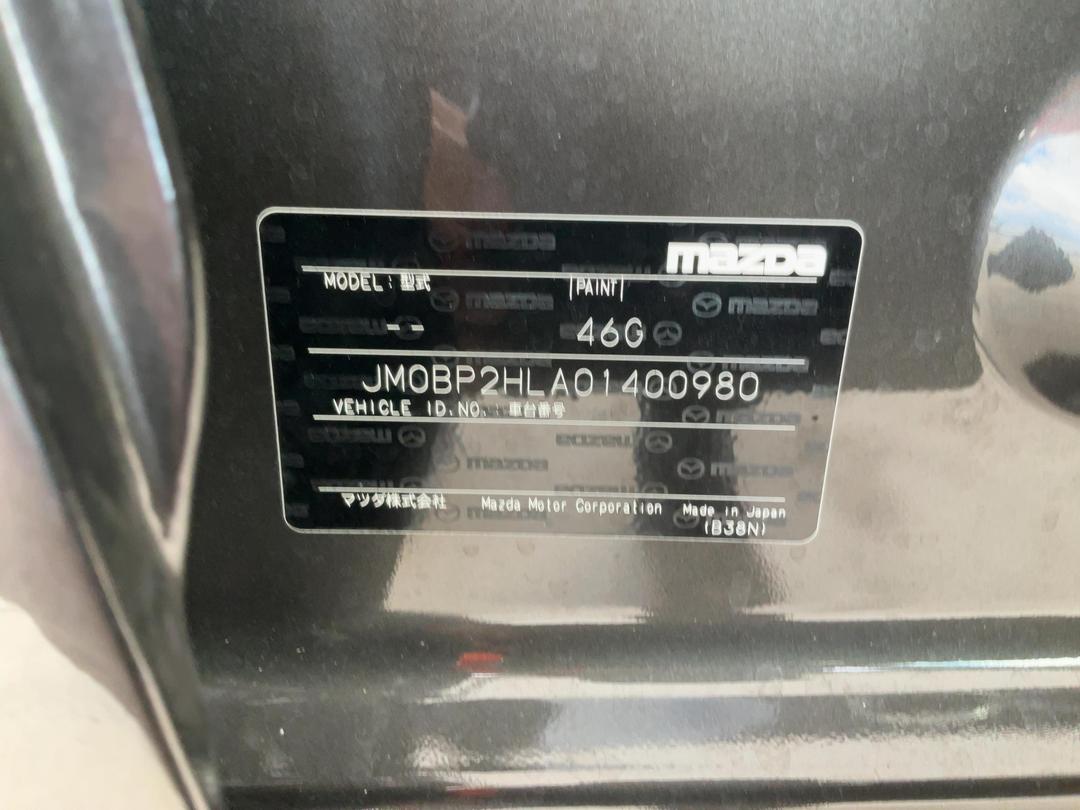 mazda
MODEL : 型式 PAINT
-- 46G
JM0BP2HLA01400980
VEHICLE ID.NO. : 車台番号
マツダ株式会社 Mazda Motor Corporation Made in Japan
(B38N)